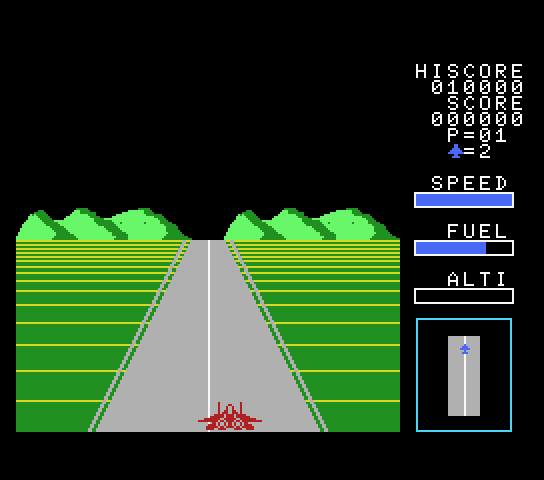 HISCORE
010000
SCORE
000000
P=01
=2
SPEED
FUEL
ALTI